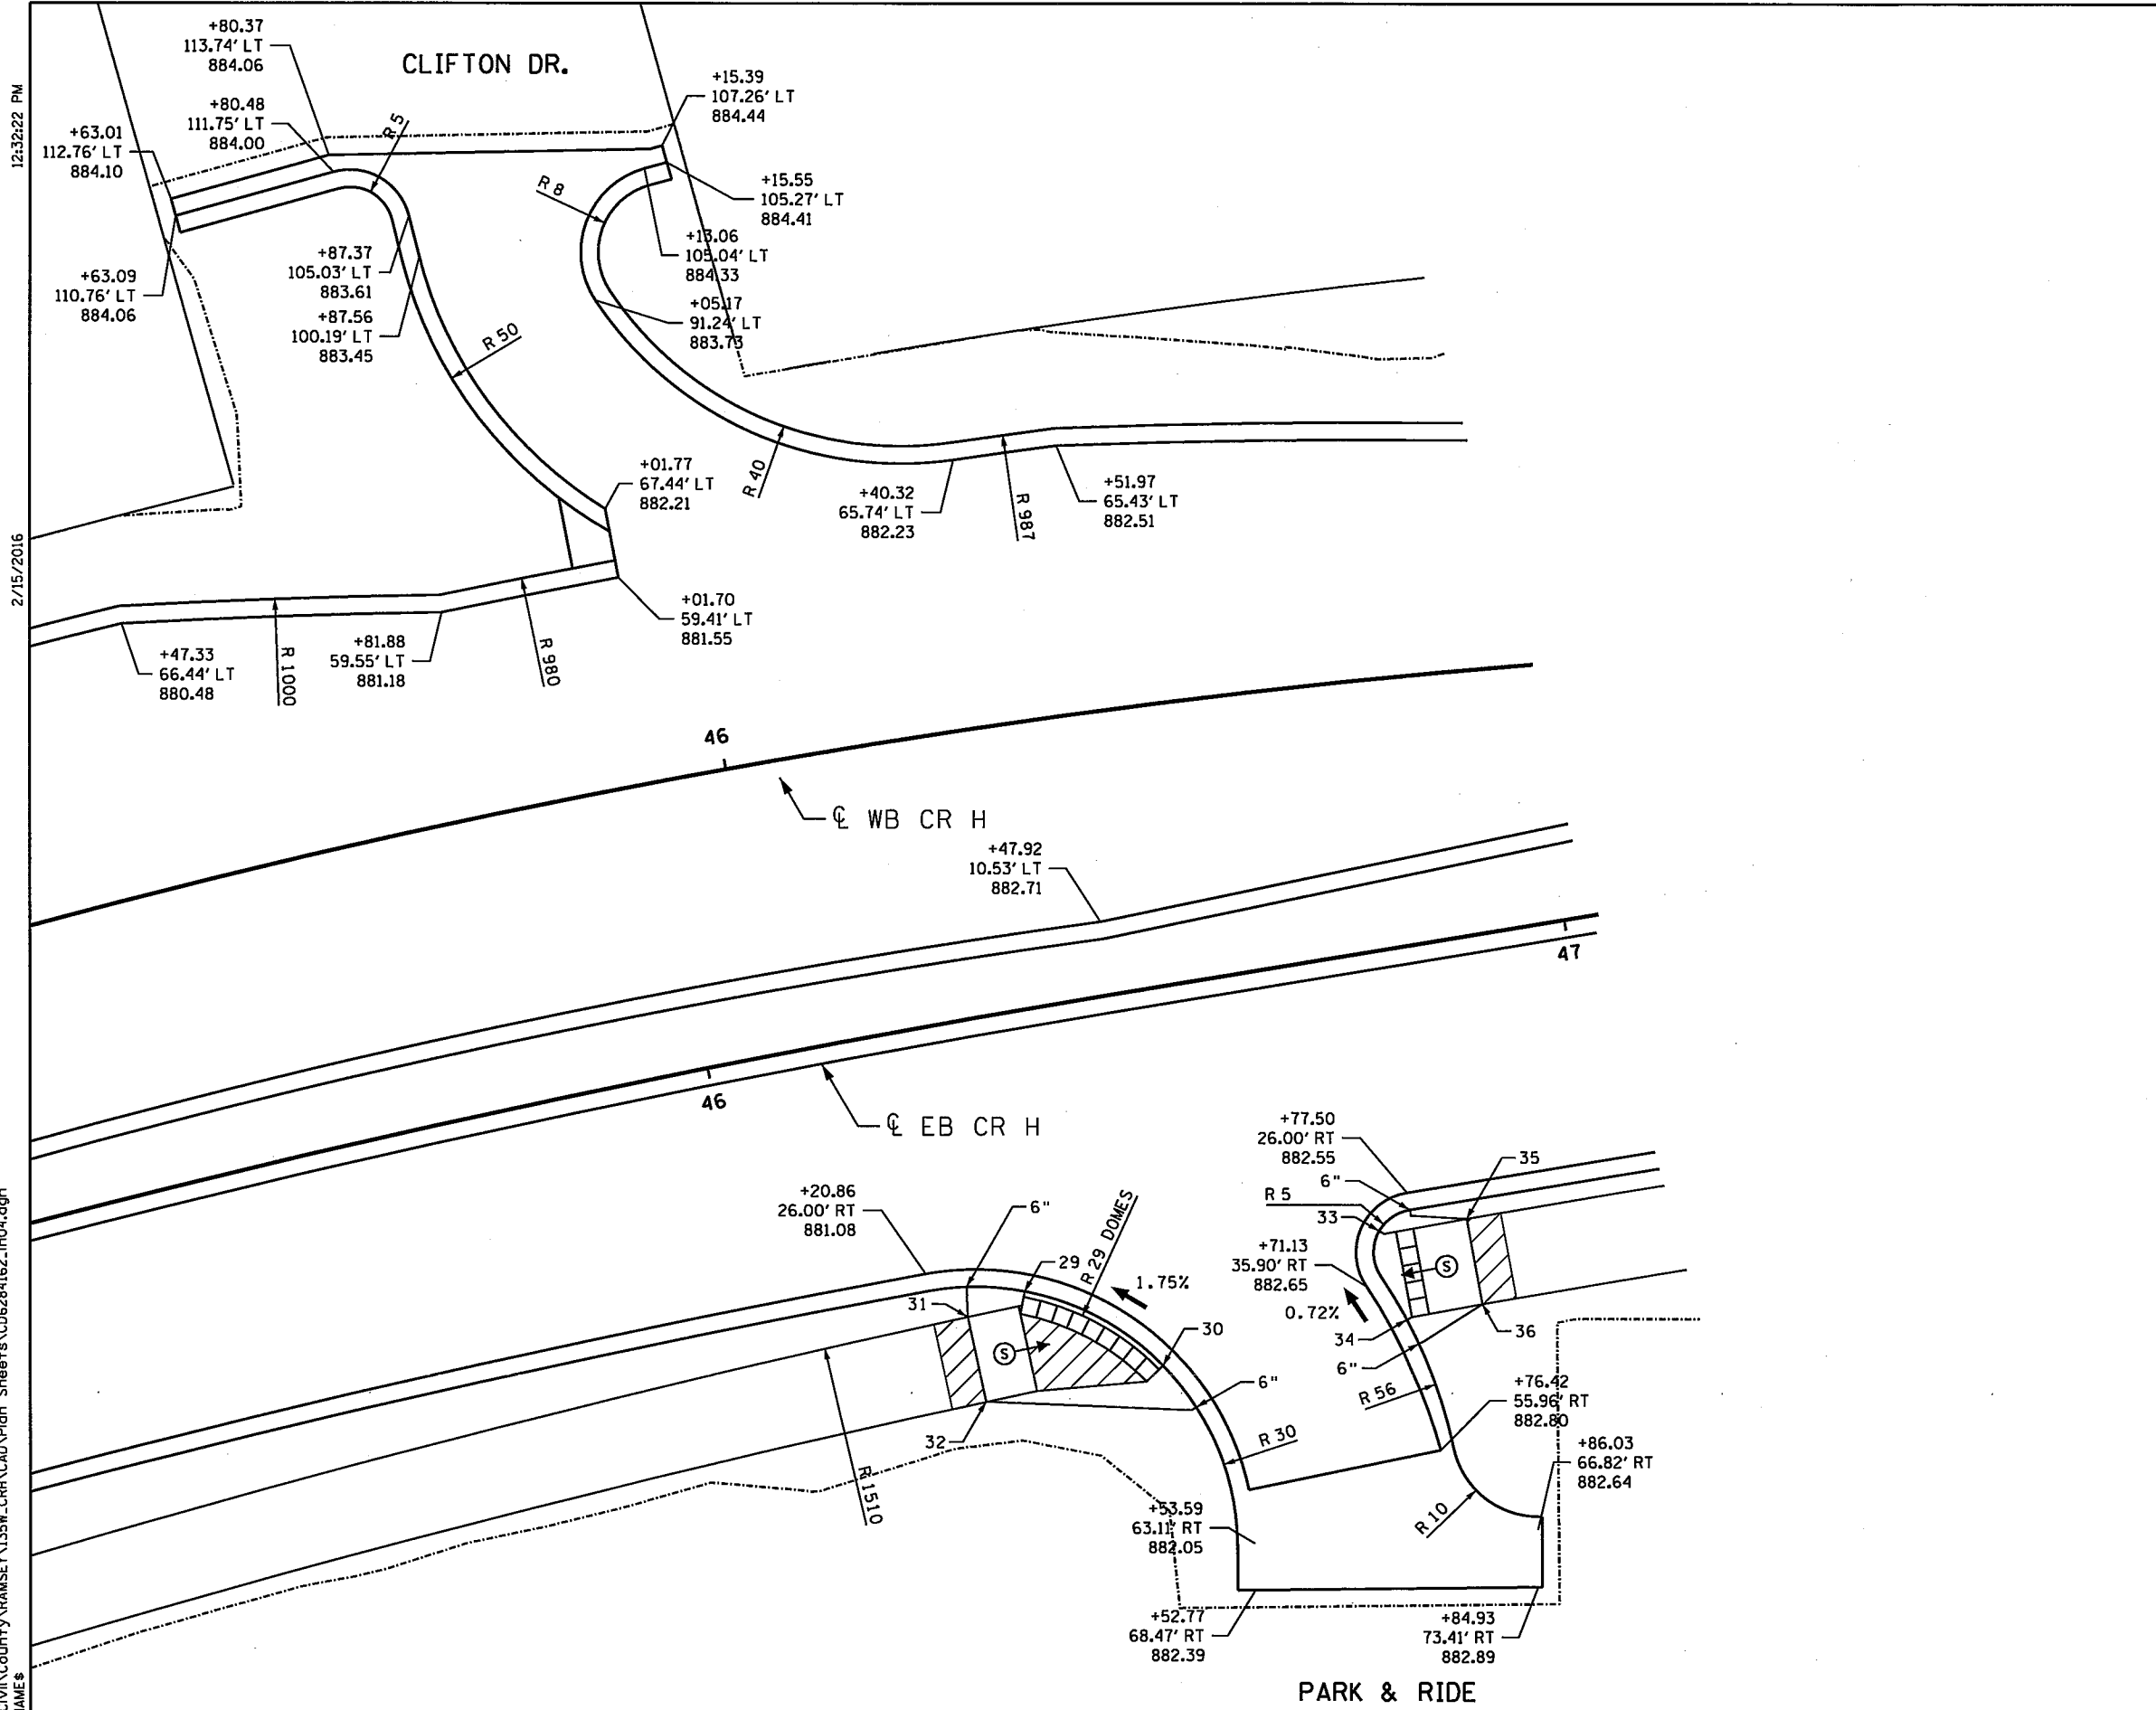 12:32:22 PM
2/15/2016
CLIFTON DR.
+80.37
113.74' LT
884.06
+80.48
111.75' LT
884.00
+63.01
112.76' LT
884.10
R 5
+15.39
107.26' LT
884.44
R 8
+15.55
105.27' LT
884.41
+13.06
105.04' LT
884.33
+87.37
105.03' LT
883.61
+63.09
110.76' LT
884.06
+87.56
100.19' LT
883.45
+05.17
91.24' LT
883.73
R 50
+01.77
67.44' LT
882.21
R 40
+40.32
65.74' LT
882.23
R 987
+51.97
65.43' LT
882.51
+01.70
59.41' LT
881.55
+47.33
66.44' LT
880.48
R 1000
+81.88
59.55' LT
881.18
R 980
46
℄ WB CR H
+47.92
10.53' LT
882.71
47
46
℄ EB CR H
+77.50
26.00' RT
882.55
35
6"
R 5
33
+20.86
26.00' RT
881.08
6"
29
R 29 DOMES
1.75%
+71.13
35.90' RT
882.65
S
0.72%
31
30
34
36
S
6"
6"
R 56
+76.42
55.96' RT
882.80
32
R 30
+86.03
66.82' RT
882.64
R 1510
+53.59
63.11' RT
882.05
R 10
+52.77
68.47' RT
882.39
+84.93
73.41' RT
882.89
PARK & RIDE